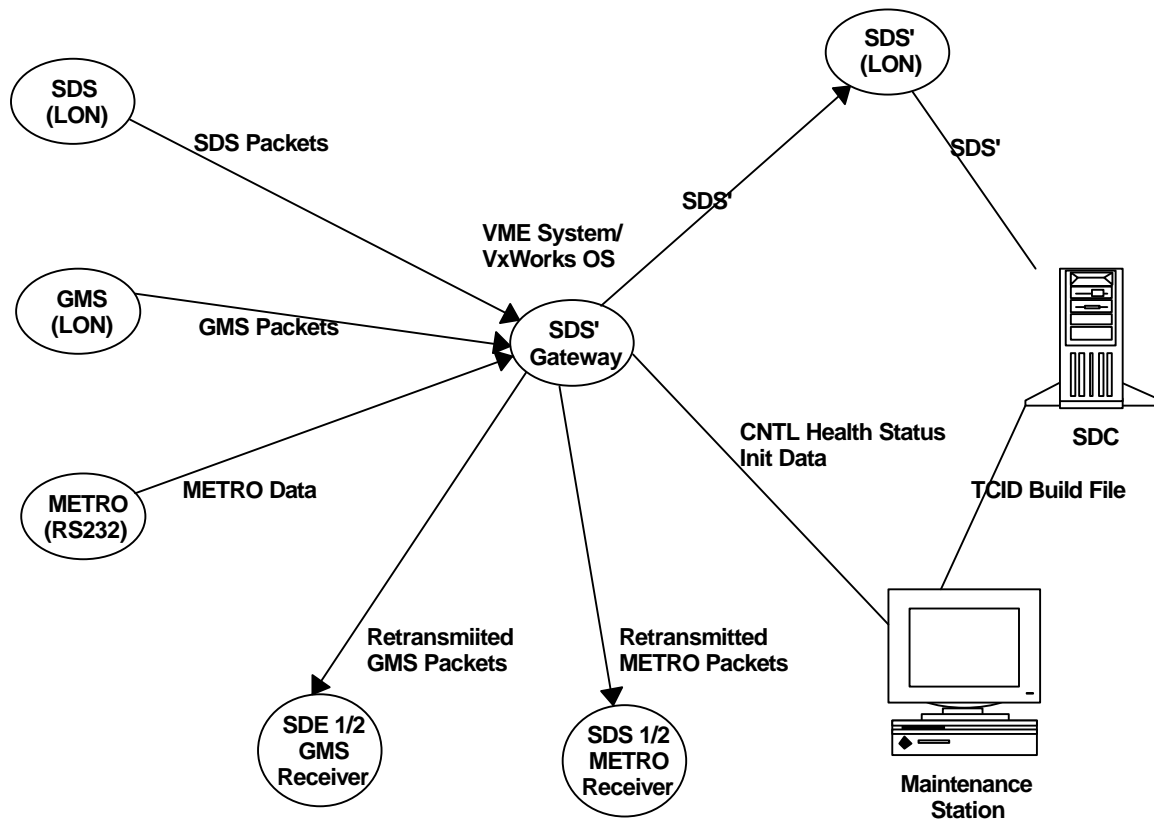 SDS'
(LON)
SDS
(LON)
SDS Packets
SDS'
SDS'
VME System/
VxWorks OS
GMS
(LON)
GMS Packets
SDS'
Gateway
CNTL Health Status
Init Data
SDC
METRO
(RS232)
METRO Data
TCID Build File
Retransmiited
GMS Packets
Retransmitted
METRO Packets
SDE 1/2
GMS
Receiver
SDS 1/2
METRO
Receiver
Maintenance
Station